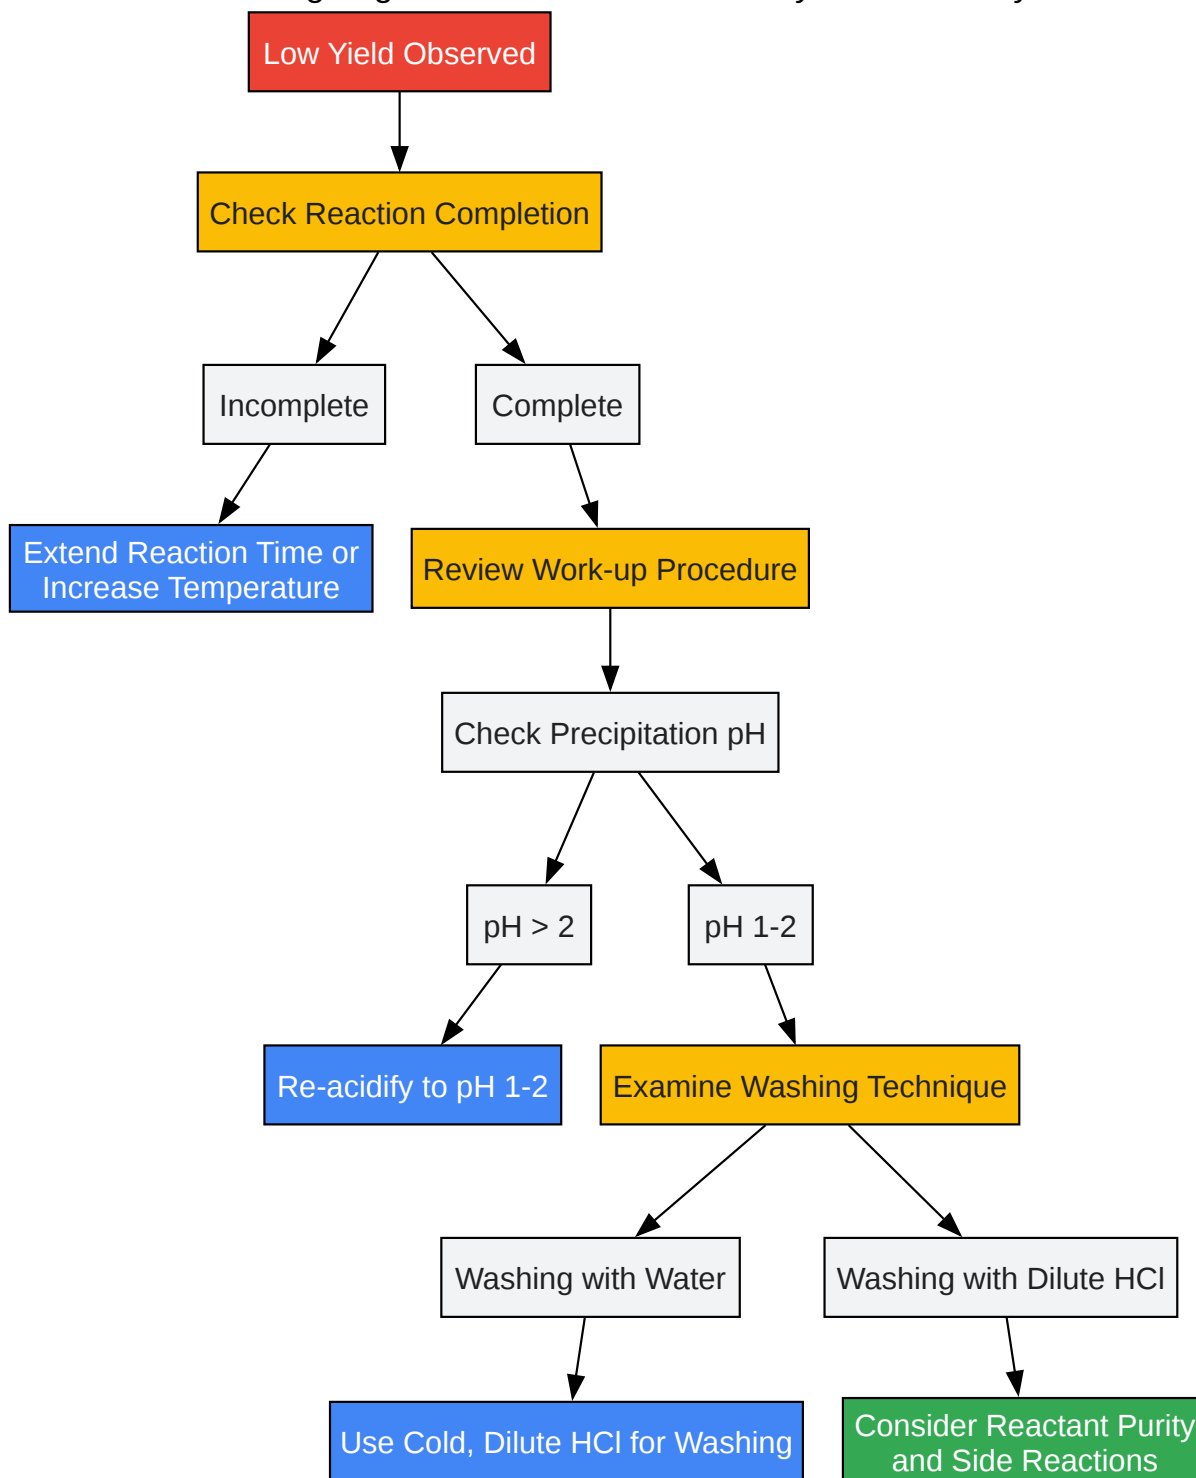 Low Yield Observed
Check Reaction Completion
Incomplete
Complete
Extend Reaction Time or
Increase Temperature
Review Work-up Procedure
Check Precipitation pH
pH > 2
pH 1-2
Re-acidify to pH 1-2
Examine Washing Technique
Washing with Water
Washing with Dilute HCl
Use Cold, Dilute HCl for Washing
Consider Reactant Purity
and Side Reactions